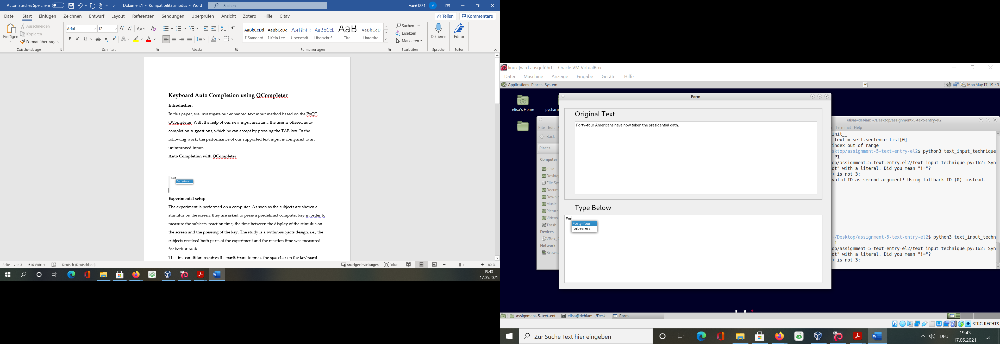 Automatisches Speichern
Dokument1 - Kompatibilitätsmodus - Word
Suchen
vae61831
V
Datei Start Einfügen Zeichnen Entwurf Layout Referenzen Sendungen Überprüfen Ansicht Zotero Hilfe Citavi
Teilen
Kommentare
Einfügen
Ausschneiden
Kopieren
Format übertragen
Zwischenablage
Arial
12
F K U ab
Schriftart
Absatz
AaBbCcDd AaBbCcDd AaBbCc AaBbCcD AaB AaBbCcD
¶ Standard ¶ Kein Lee... Überschrif... Überschrif... Titel Untertitel
Formatvorlagen
Suchen
Ersetzen
Markieren
Bearbeiten
Diktieren
Sprache
Editor
Editor
Keyboard Auto Completion using QCompleter
Introduction
In this paper, we investigate our enhanced text input method based on the PyQT
QCompleter. With the help of our new input assistant, the user is offered auto-
completion suggestions, which he can accept by pressing the TAB key. In the
following work, the performance of our supported text input is compared to an
unimproved input.
Auto Completion with QCompleter
Fort
Forty-four
Experimental setup
The experiment is performed on a computer. As soon as the subjects are shown a
stimulus on the screen, they are asked to press a predefined computer key in order to
measure the subjects' reaction time, the time between the display of the stimulus on
the screen and the pressing of the key. The study is a within-subjects design, i.e., the
subjects received both parts of the experiment and the reaction time was measured
for both stimuli.
The first condition requires the participant to press the spacebar on the keyboard
Seite 1 von 3 616 Wörter Deutsch (Deutschland)
Anzeigeeinstellungen Fokus
80 %
19:43
17.05.2021
linux [wird ausgeführt] - Oracle VM VirtualBox
Datei Maschine Anzeige Eingabe Geräte Hilfe
Applications Places System
Mon May 17, 19:43
elisa's Home
pycharm
File Edit
Back
Places
Computer
elisa
Desktop
File Sys
Docum
Downlo
Music
Picture
Videos
Trash
Devices
VBox_
Network
Browse
Form
Original Text
Forty-four Americans have now taken the presidential oath.
Type Below
For
Forty-four
forbearers,
elisa@debian: ~/Desktop/assignment-5-text-entry-el2
Terminal Help
init__
_text = self.sentence_list[0]
index out of range
sktop/assignment-5-text-entry-el2$ python3 text_input_technique
P1
op/assignment-5-text-entry-el2/text_input_technique.py:162: Syn
ot" with a literal. Did you mean "!="?
) is not 3:
valid ID as second argument! Using fallback ID (0) instead.
~/Desktop/assignment-5-text-entry-el2$ python3 text_input_techn
1
op/assignment-5-text-entry-el2/text_input_technique.py:162: Syn
ot" with a literal. Did you mean "!="?
) is not 3:
assignment-5-text-ent...
elisa@debian: ~/Deskt...
Form
STRG-RECHTS
Zur Suche Text hier eingeben
DEU
19:43
17.05.2021